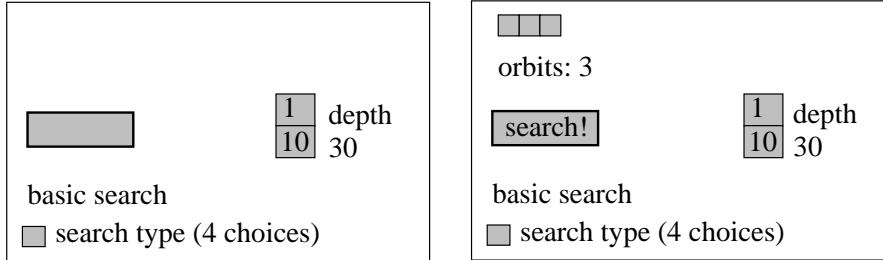 1
depth
10
30
basic search
search type (4 choices)
orbits: 3
search!
1
depth
10
30
basic search
search type (4 choices)